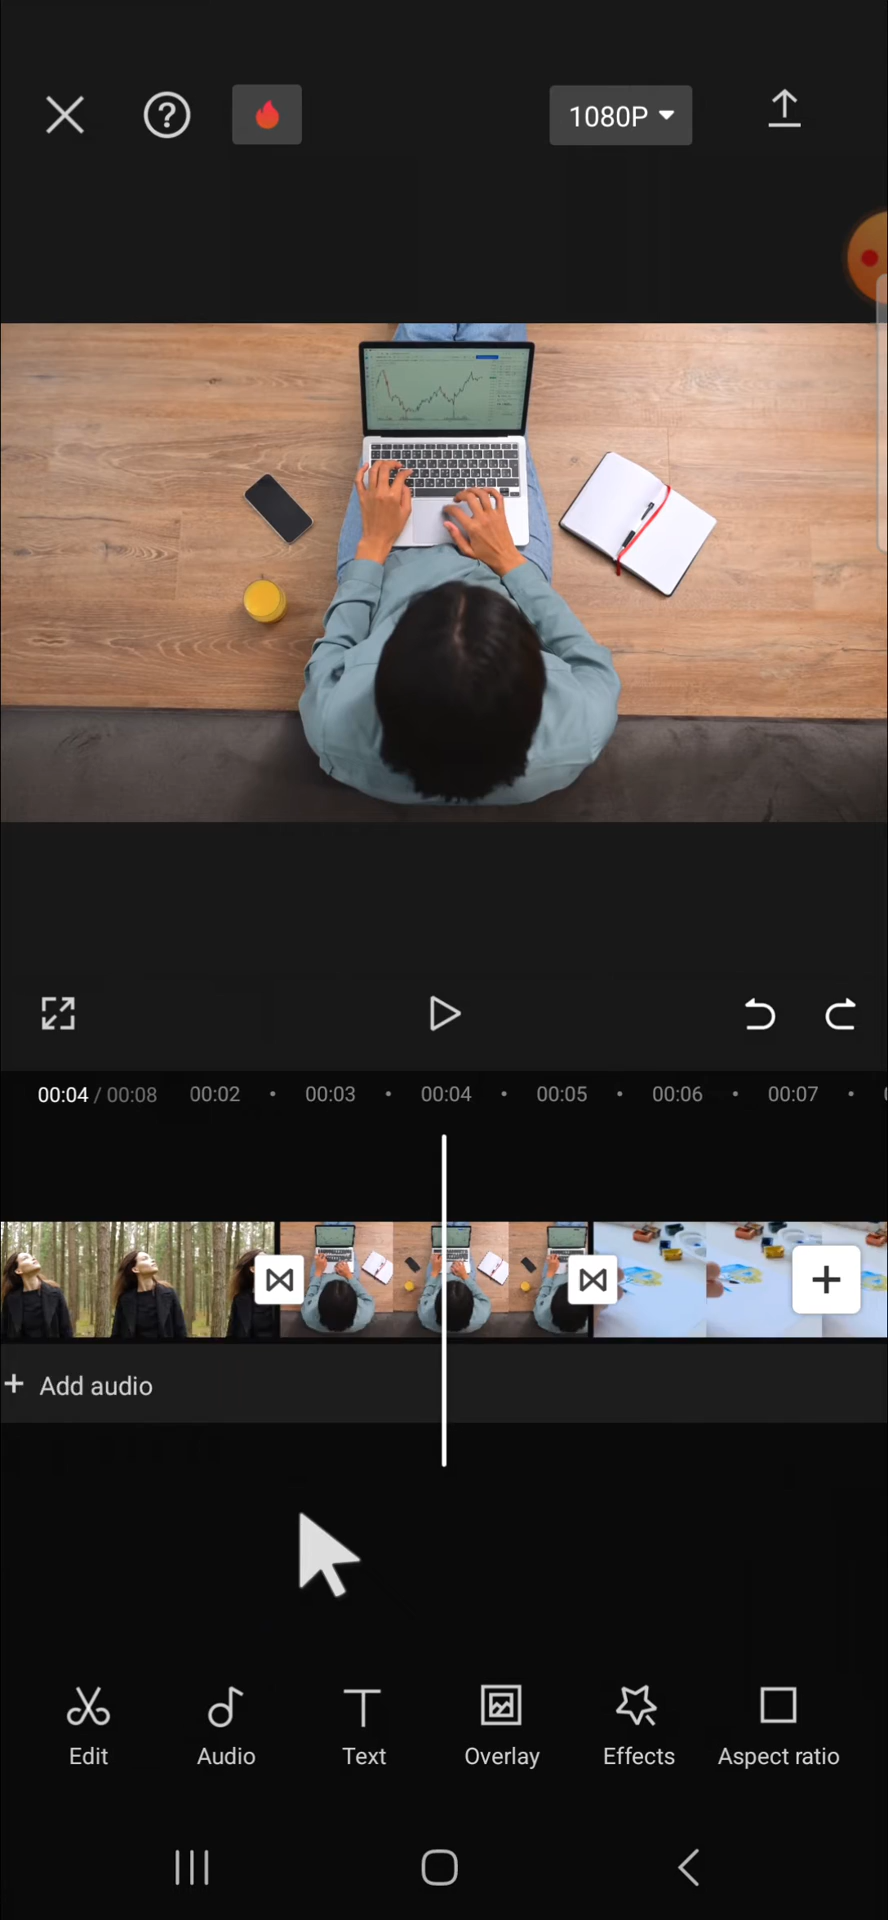 1080P
00:04 / 00:08 00:02 00:03 00:04 00:05 00:06 00:07
+ Add audio
Edit Audio Text Overlay Effects Aspect ratio